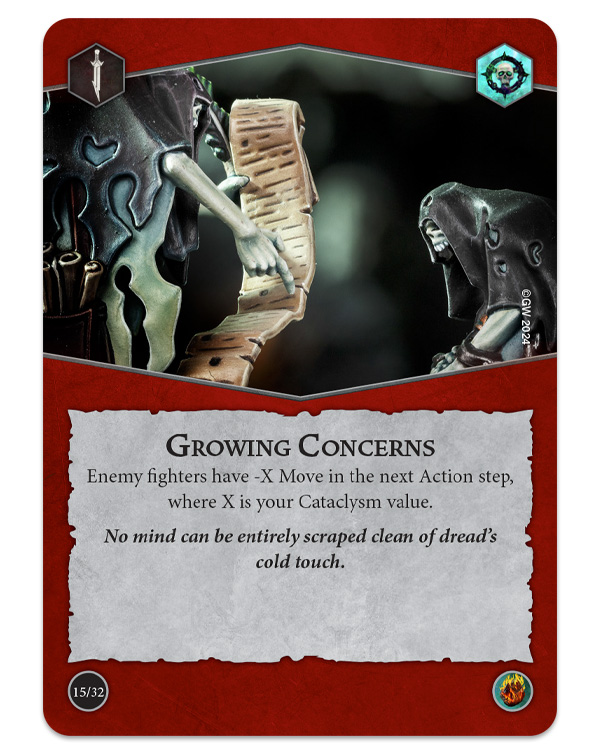 ©GW 2024
GROWING CONCERNS
Enemy fighters have -X Move in the next Action step,
where X is your Cataclysm value.
No mind can be entirely scraped clean of dread's
cold touch.
15/32